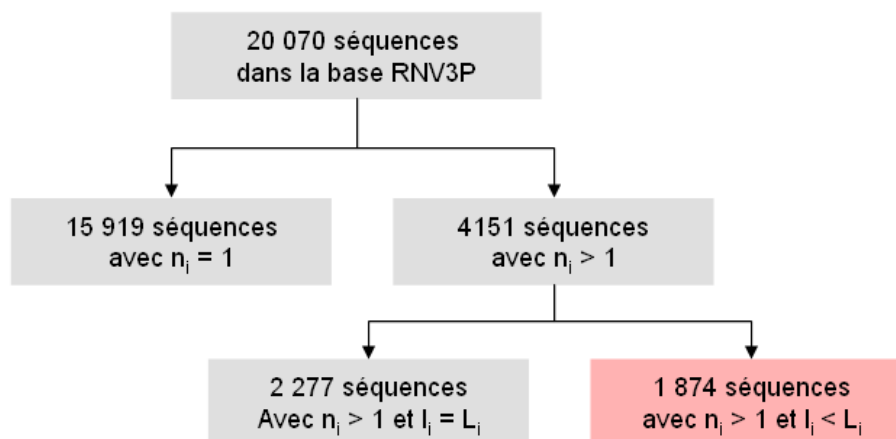 20 070 séquences
dans la base RNV3P
15 919 séquences
avec nᵢ = 1
4151 séquences
avec nᵢ > 1
2 277 séquences
Avec nᵢ > 1 et lᵢ = Lᵢ
1 874 séquences
avec nᵢ > 1 et lᵢ < Lᵢ